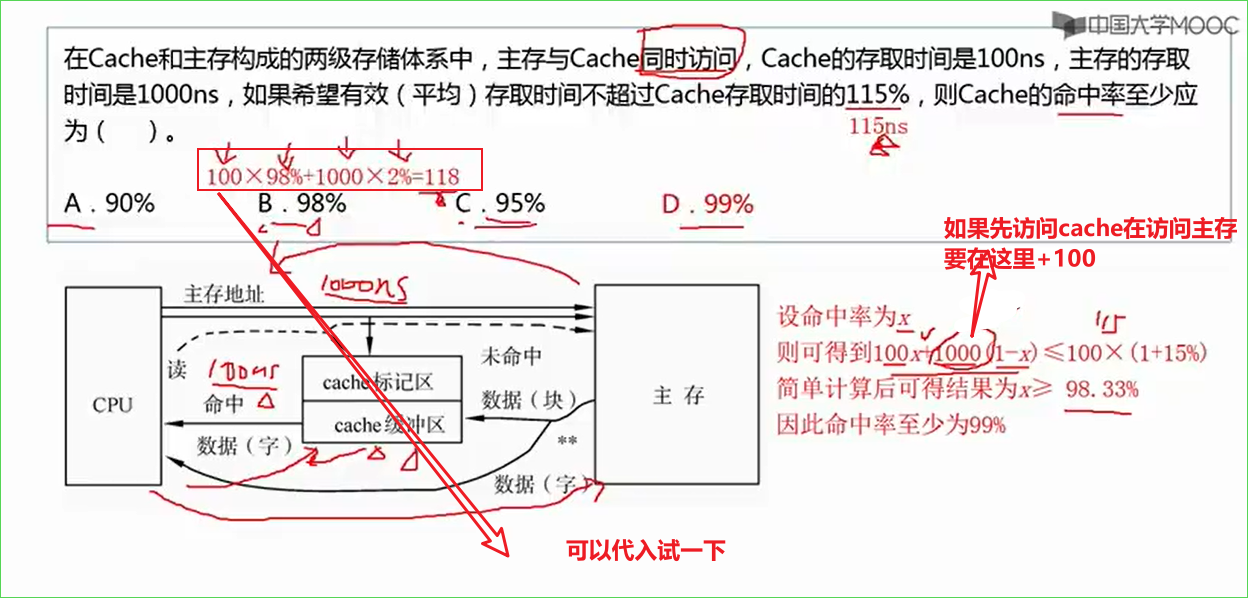 中国大学MOOC
在Cache和主存构成的两级存储体系中，主存与Cache同时访问，Cache的存取时间是100ns，主存的存取
时间是1000ns，如果希望有效（平均）存取时间不超过Cache存取时间的115%，则Cache的命中率至少应
为（　　）。
115ns
100×98%+1000×2%=118
A．90%　B．98%　C．95%　D．99%
如果先访问cache在访问主存
要在这里+100
主存地址
1000ns
读
100ns
命中
数据（字）
CPU
cache标记区
cache缓冲区
未命中
数据（块）
**
数据（字）
主 存
设命中率为x
115
则可得到100x+1000(1-x)≤100×(1+15%)
简单计算后可得结果为x≥ 98.33%
因此命中率至少为99%
可以代入试一下